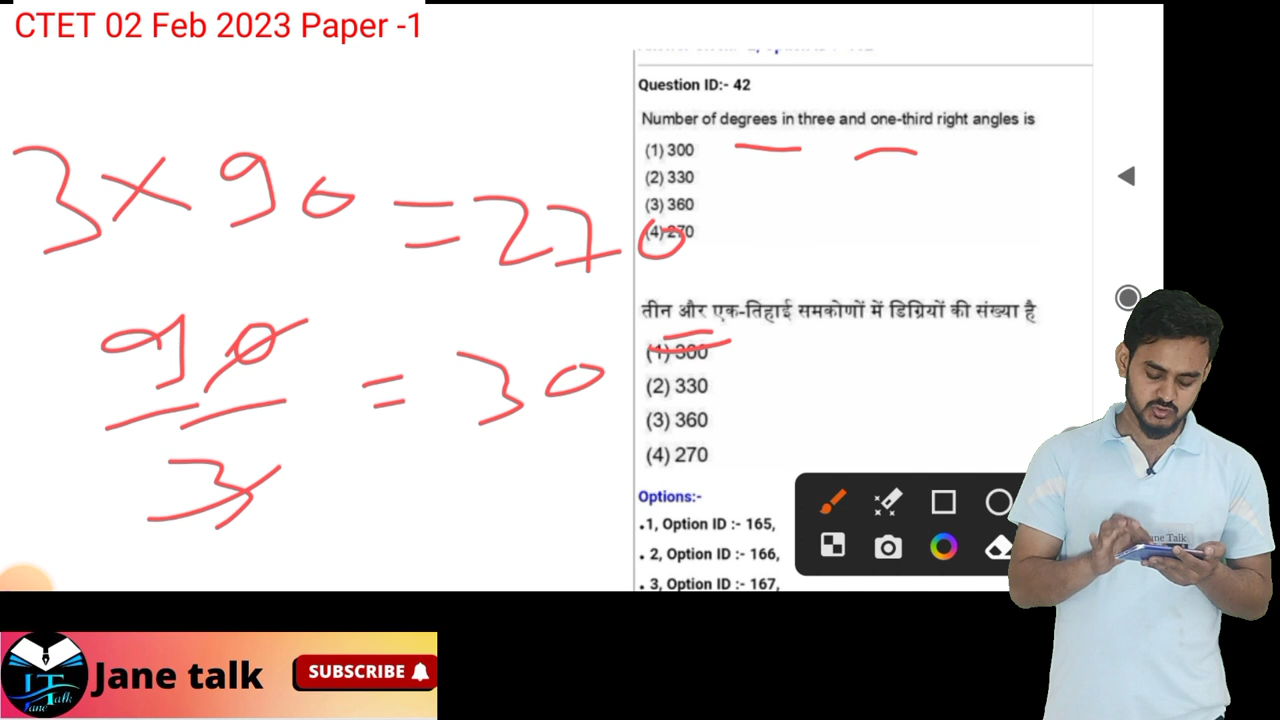 CTET 02 Feb 2023 Paper -1
Question ID:- 42
Number of degrees in three and one-third right angles is
(1) 300
(2) 330
(3) 360
(4) 270
3 × 90 = 270
90
3
= 30
तीन और एक-तिहाई समकोणों में डिग्रियों की संख्या है
(1) 300
(2) 330
(3) 360
(4) 270
Options:-
.1, Option ID :- 165,
. 2, Option ID :- 166,
. 3, Option ID :- 167,
Jane Talk
Jane talk
SUBSCRIBE